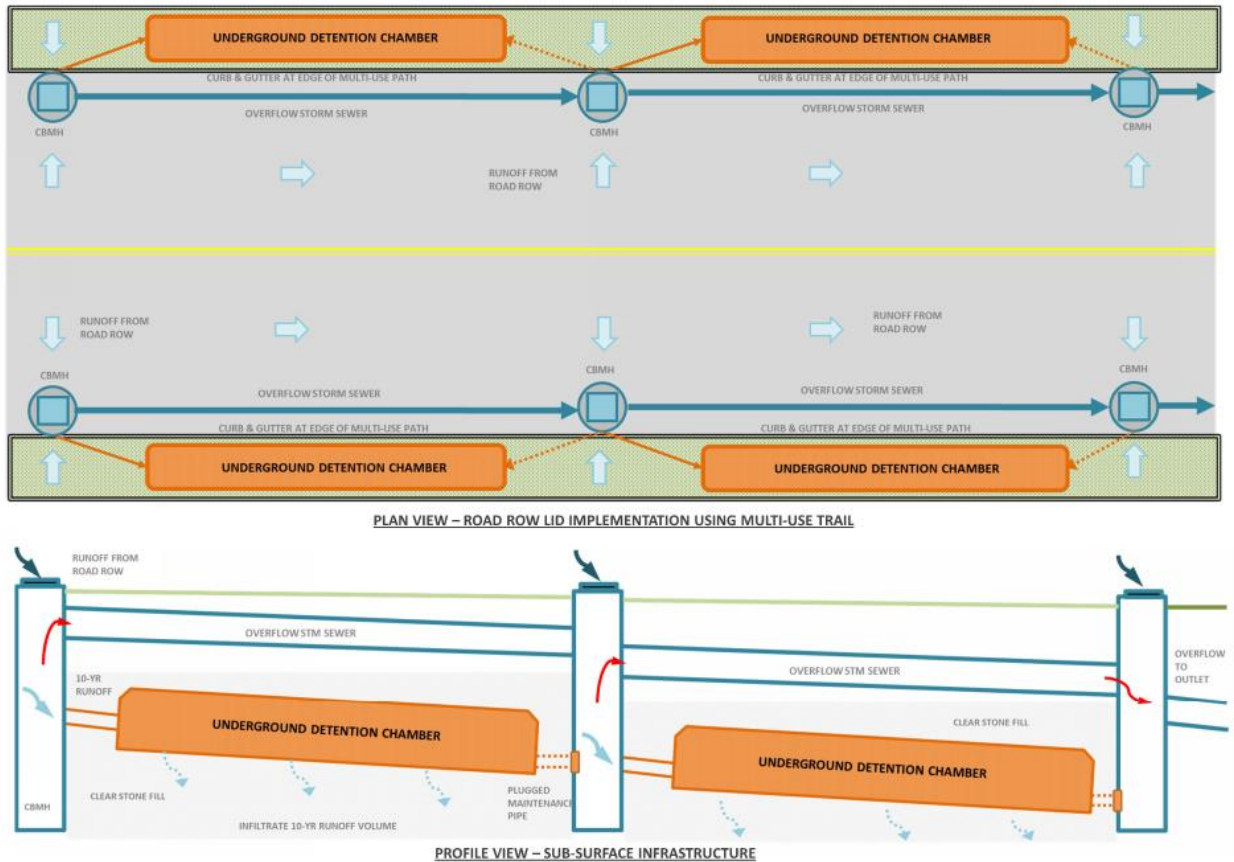 UNDERGROUND DETENTION CHAMBER
UNDERGROUND DETENTION CHAMBER
CURB & GUTTER AT EDGE OF MULTI-USE PATH
CURB & GUTTER AT EDGE OF MULTI-USE PATH
OVERFLOW STORM SEWER
OVERFLOW STORM SEWER
CBMH
CBMH
CBMH
RUNOFF FROM
ROAD ROW
RUNOFF FROM
ROAD ROW
RUNOFF FROM
ROAD ROW
CBMH
CBMH
CBMH
OVERFLOW STORM SEWER
OVERFLOW STORM SEWER
CURB & GUTTER AT EDGE OF MULTI-USE PATH
CURB & GUTTER AT EDGE OF MULTI-USE PATH
UNDERGROUND DETENTION CHAMBER
UNDERGROUND DETENTION CHAMBER
PLAN VIEW – ROAD ROW LID IMPLEMENTATION USING MULTI-USE TRAIL
RUNOFF FROM
ROAD ROW
OVERFLOW STM SEWER
OVERFLOW STM SEWER
OVERFLOW
TO
OUTLET
10-YR
RUNOFF
UNDERGROUND DETENTION CHAMBER
CLEAR STONE FILL
UNDERGROUND DETENTION CHAMBER
CLEAR STONE FILL
PLUGGED
MAINTENANCE
PIPE
CBMH
INFILTRATE 10-YR RUNOFF VOLUME
PROFILE VIEW – SUB-SURFACE INFRASTRUCTURE